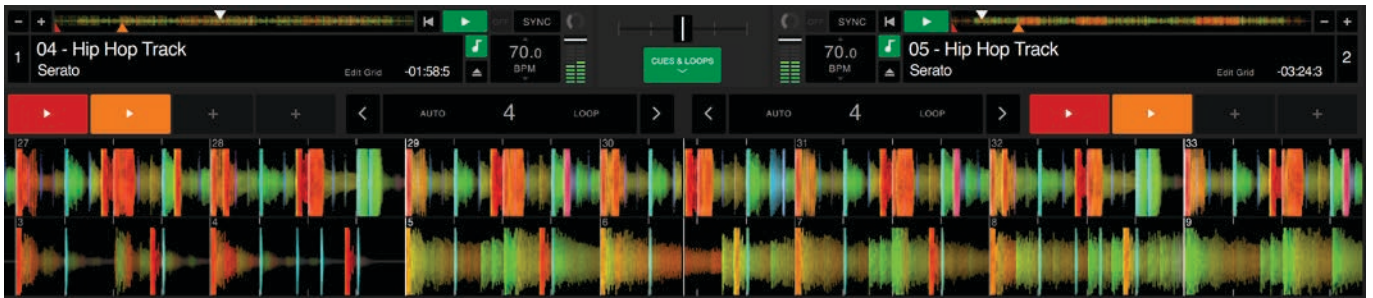 - + OFF SYNC
1 04 - Hip Hop Track
Serato Edit Grid -01:58:5
70.0
BPM
CUES & LOOPS
OFF SYNC - +
70.0
BPM
05 - Hip Hop Track 2
Serato Edit Grid -03:24:3
+ + < AUTO 4 LOOP > < AUTO 4 LOOP > + +
27 28 29 30 31 32 33
3 4 5 6 7 8 9